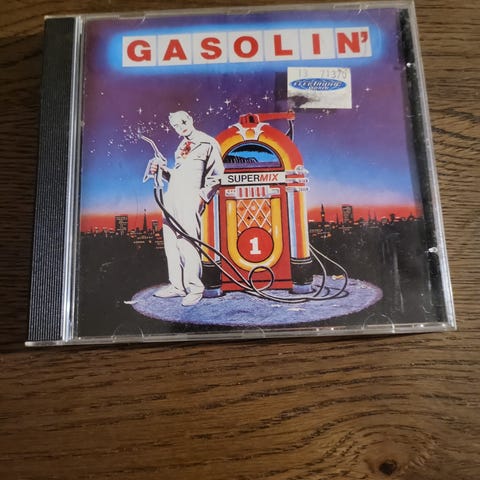 GASOLIN'
SUPERMIX
1